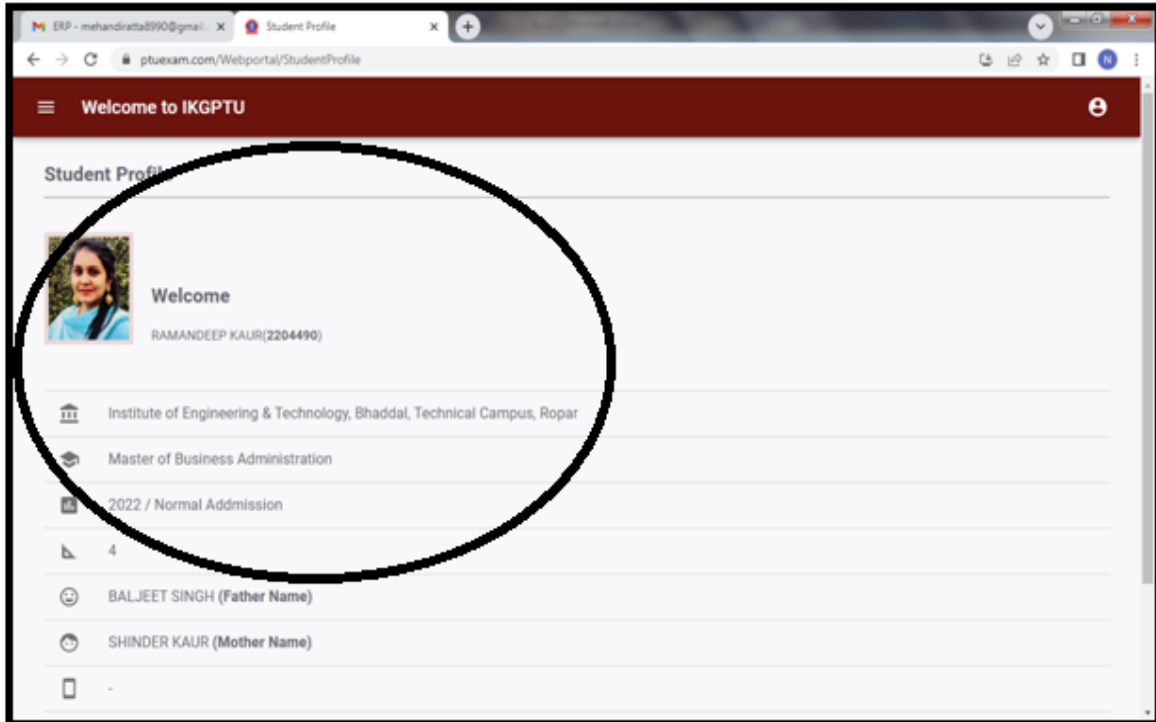 ERP - mehandiratta8990@gmail.
Student Profile
ptuexam.com/Webportal/StudentProfile
N
Welcome to IKGPTU
Student Profile
Welcome
RAMANDEEP KAUR(2204490)
Institute of Engineering & Technology, Bhaddal, Technical Campus, Ropar
Master of Business Administration
2022 / Normal Addmission
4
BALJEET SINGH (Father Name)
SHINDER KAUR (Mother Name)
-